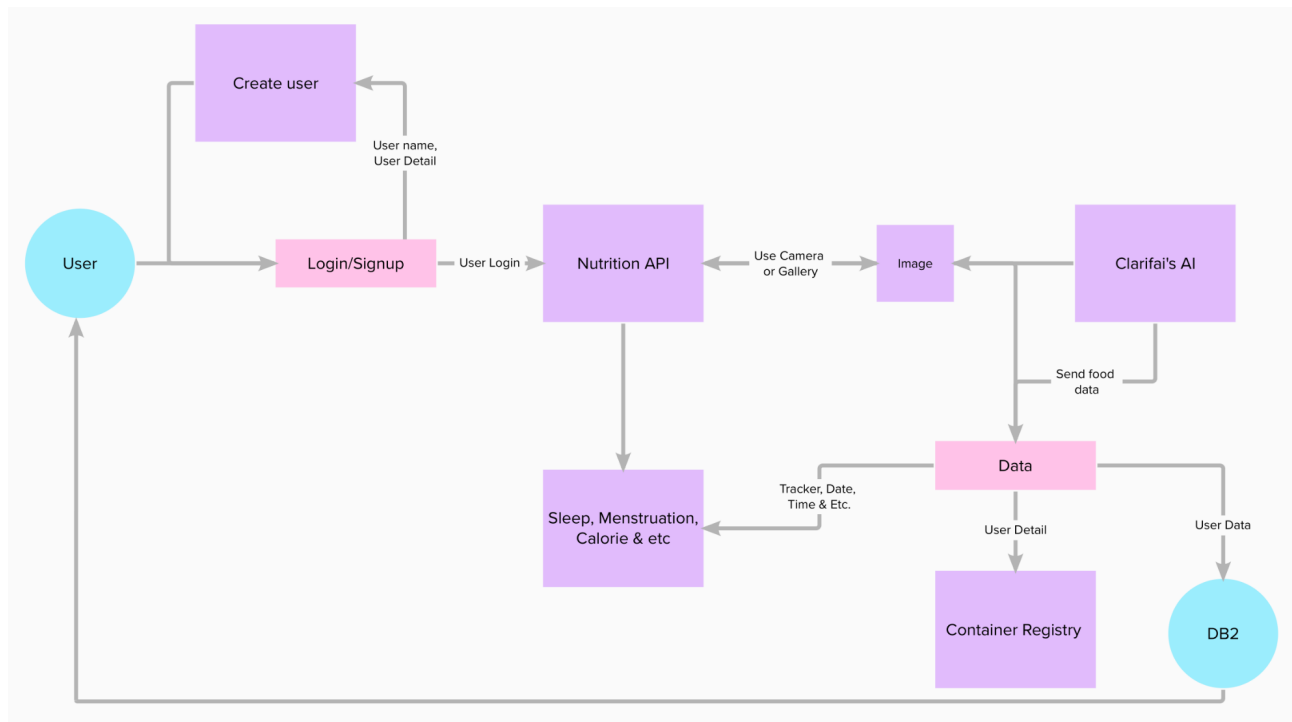 Create user
User name,
User Detail
User
Login/Signup
User Login
Nutrition API
Use Camera
or Gallery
Image
Clarifai's AI
Send food
data
Data
Tracker, Date,
Time & Etc.
Sleep, Menstruation,
Calorie & etc
User Detail
User Data
Container Registry
DB2